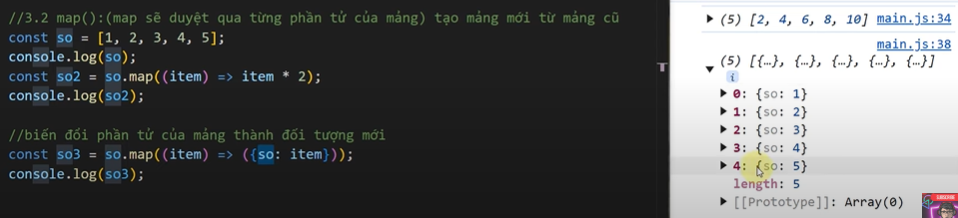 //3.2 map():(map sẽ duyệt qua từng phần tử của mảng) tạo mảng mới từ mảng cũ
const so = [1, 2, 3, 4, 5];
console.log(so);
const so2 = so.map((item) => item * 2);
console.log(so2);
//biến đổi phần tử của mảng thành đối tượng mới
const so3 = so.map((item) => ({so: item}));
console.log(so3);
(5) [2, 4, 6, 8, 10] main.js:34
main.js:38
(5) [{…}, {…}, {…}, {…}, {…}]
i
0: {so: 1}
1: {so: 2}
2: {so: 3}
3: {so: 4}
4: {so: 5}
length: 5
[[Prototype]]: Array(0)
SUBSCRIBE